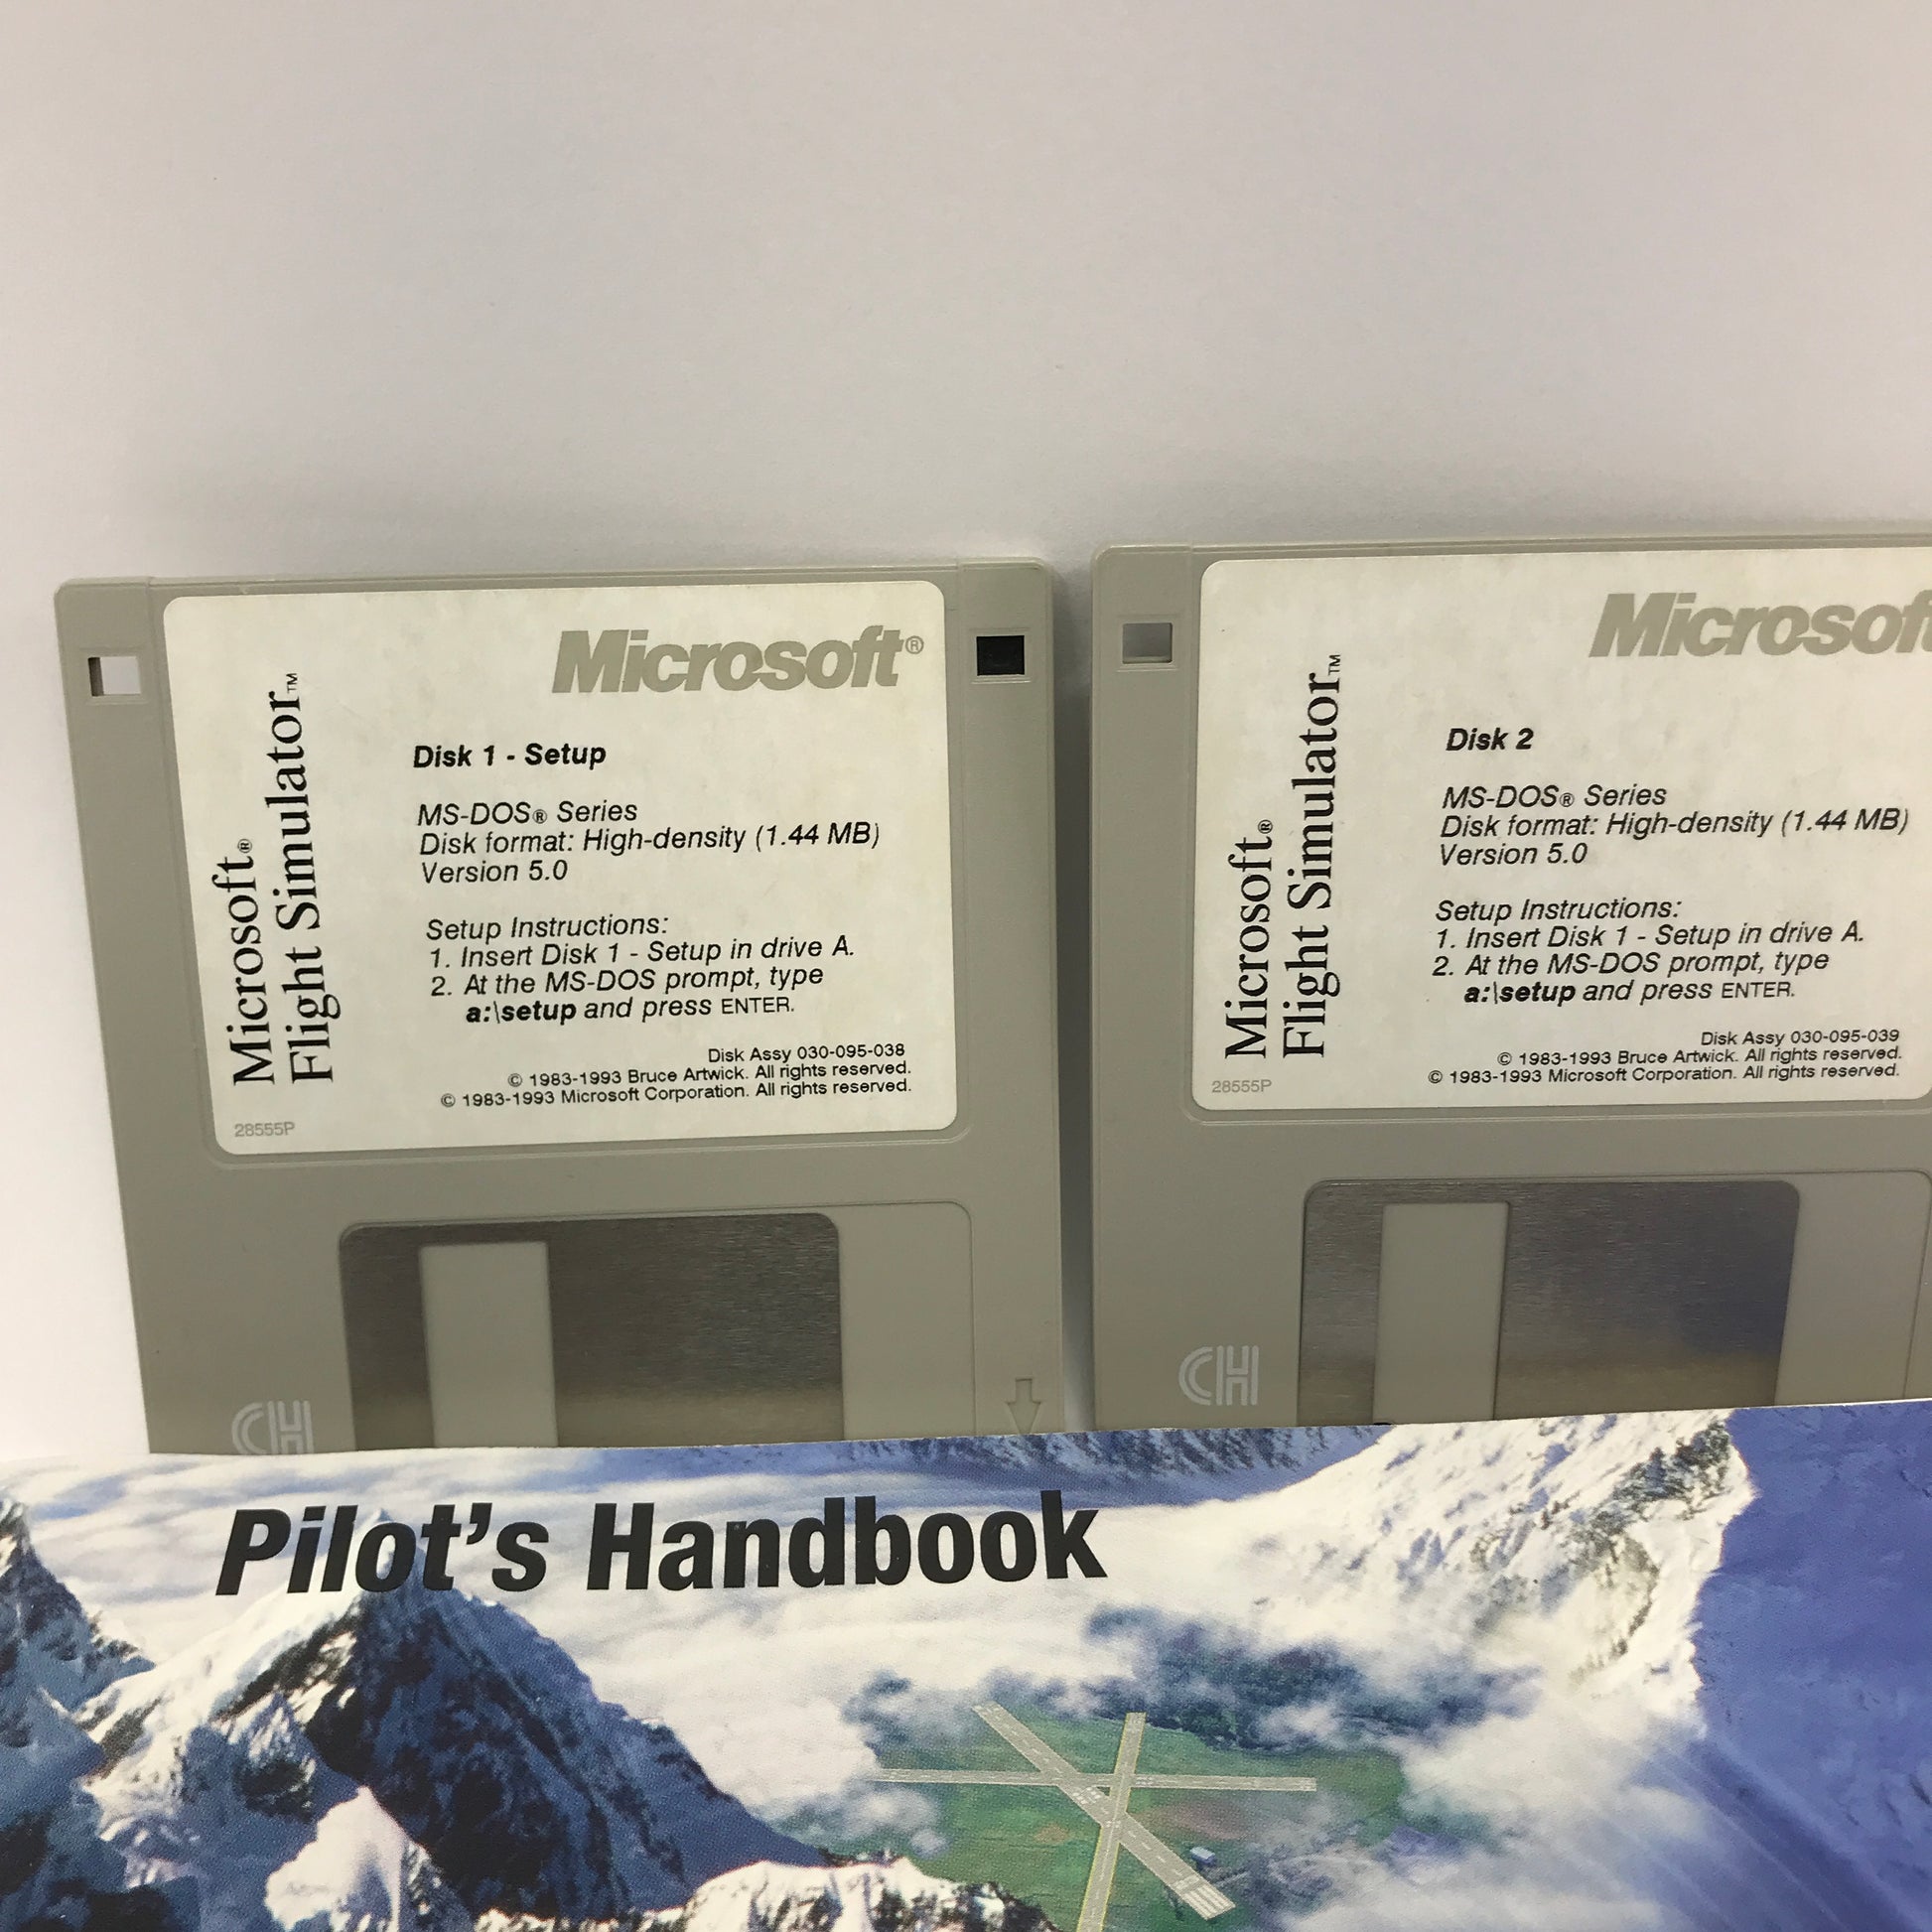 Microsoft®
Microsoft®
Flight Simulator™
Disk 1 - Setup
MS-DOS® Series
Disk format: High-density (1.44 MB)
Version 5.0
Setup Instructions:
1. Insert Disk 1 - Setup in drive A.
2. At the MS-DOS prompt, type
a:\setup and press ENTER.
Disk Assy 030-095-038
© 1983-1993 Bruce Artwick. All rights reserved.
© 1983-1993 Microsoft Corporation. All rights reserved.
28555P
CH
Microsoft
Microsoft®
Flight Simulator™
Disk 2
MS-DOS® Series
Disk format: High-density (1.44 MB)
Version 5.0
Setup Instructions:
1. Insert Disk 1 - Setup in drive A.
2. At the MS-DOS prompt, type
a:\setup and press ENTER.
Disk Assy 030-095-039
© 1983-1993 Bruce Artwick. All rights reserved.
© 1983-1993 Microsoft Corporation. All rights reserved.
28555P
CH
Pilot's Handbook